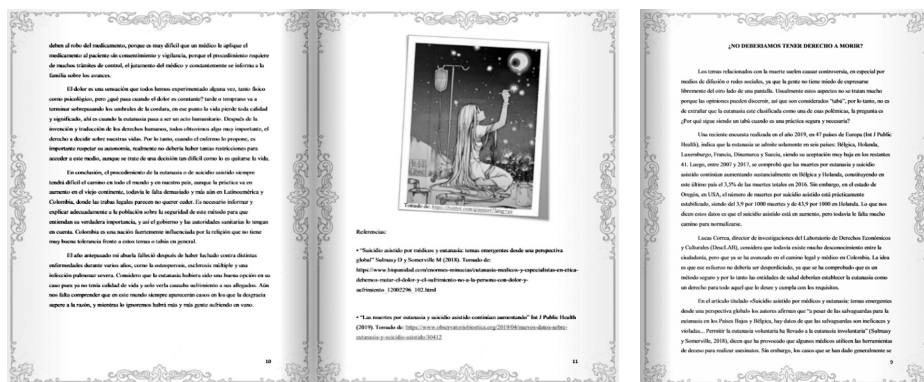 deben al robo del medicamento, porque es muy difícil que un médico le aplique el
medicamento al paciente sin consentimiento y vigilancia, porque el procedimiento requiere
de muchos trámites de control, el juramento del médico y constantemente se informa a la
familia sobre los avances.
El dolor es una sensación que todos hemos experimentado alguna vez, tanto físico
como psicológico, pero ¿qué pasa cuando el dolor es constante? tarde o temprano va a
terminar sobrepasando los umbrales de la cordura, en ese punto la vida pierde toda calidad
y significado, ahí es cuando la eutanasia pasa a ser un acto humanitario. Después de la
invención y traducción de los derechos humanos, todos obtuvimos algo muy importante, el
derecho a decidir sobre nuestras vidas. Por lo tanto, cuando el enfermo lo propone, es
importante respetar su autonomía, realmente no debería haber tantas restricciones para
acceder a este medio, aunque se trate de una decisión tan difícil como lo es quitarse la vida.
En conclusión, el procedimiento de la eutanasia o de suicidio asistido siempre
tendrá difícil el camino en todo el mundo y en nuestro país, aunque la práctica va en
aumento en el viejo continente, todavía le falta demasiado y más aún en Latinoamérica y
Colombia, donde las trabas legales parecen no querer ceder. Es necesario informar y
explicar adecuadamente a la población sobre la seguridad de este método para que
entiendan su verdadera importancia, y así el gobierno y las autoridades sanitarias lo tengan
en cuenta. Colombia es una nación fuertemente influenciada por la religión que no tiene
muy buena tolerancia frente a estos temas o tabús en general.
El año antepasado mi abuela falleció después de haber luchado contra distintas
enfermedades durante varios años, como la osteoporosis, esclerosis múltiple y una
infección pulmonar severa. Considero que la eutanasia hubiera sido una buena opción en su
caso pues ya no tenía calidad de vida y solo verla causaba sufrimiento a sus allegados. Aún
nos falta comprender que en este mundo siempre aparecerán casos en los que la desgracia
supere a la razón, y mientras lo ignoremos habrá más y más gente sufriendo en vano.
10
Tomado de:
Referencias:
• "Suicidio asistido por médicos y eutanasia: temas emergentes desde una perspectiva
global" Sulmasy D y Somerville M (2018). Tomado de:
debemos-matar-el-dolor-y-el-sufrimiento-no-a-la-persona-con-dolor-y-
sufrimiento_12002296_102.html
• "Las muertes por eutanasia y suicidio asistido continúan aumentando" Int J Public Health
(2019). Tomado de: https://www.observatoriobioetica.org/2019/04/nuevos-datos-sobre-
eutanasia-y-suicidio-asistido/30412
11
¿NO DEBERIAMOS TENER DERECHO A MORIR?
Los temas relacionados con la muerte suelen causar controversia, en especial por
medios de difusión o redes sociales, ya que la gente no tiene miedo de expresarse
libremente del otro lado de una pantalla. Usualmente estos aspectos no se tratan mucho
porque las opiniones pueden discernir, así que son considerados "tabú", por lo tanto, no es
de extrañar que la eutanasia este clasificada como una de esas polémicas, la pregunta es
¿Por qué sigue siendo un tabú cuando es una práctica segura y necesaria?
Una reciente encuesta realizada en el año 2019, en 47 países de Europa (Int J Public
Health), indica que la eutanasia se admite solamente en seis países: Bélgica, Holanda,
Luxemburgo, Francia, Dinamarca y Suecia, siendo su aceptación muy baja en los restantes
41. Luego, entre 2007 y 2017, se comprobó que las muertes por eutanasia y suicidio
asistido continúan aumentando sustancialmente en Bélgica y Holanda, constituyendo en
este último país el 3,5% de las muertes totales en 2016. Sin embargo, en el estado de
Oregón, en USA, el número de muertes por suicidio asistido está prácticamente
estabilizado, siendo del 3,9 por 1000 muertes y de 43,9 por 1000 en Holanda. Lo que nos
dicen estos datos es que el suicidio asistido está en aumento, pero todavía le falta mucho
camino para normalizarse.
Lucas Correa, director de investigaciones del Laboratorio de Derechos Económicos
y Culturales (DescLAB), considera que todavía existe mucho desconocimiento entre la
ciudadanía, pero que ya se ha avanzado en el camino legal y médico en Colombia. La idea
es que ese esfuerzo no debería ser desperdiciado, ya que se ha comprobado que es un
método seguro y por lo tanto las entidades de salud deberían establecer la eutanasia como
un derecho para todo aquel que lo desee y cumpla con los requisitos.
En el artículo titulado «Suicidio asistido por médicos y eutanasia: temas emergentes
desde una perspectiva global» los autores afirman que "a pesar de las salvaguardas para la
eutanasia en los Países Bajos y Bélgica, hay datos de que las salvaguardas son ineficaces y
violadas... Permitir la eutanasia voluntaria ha llevado a la eutanasia involuntaria" (Sulmasy
y Somerville, 2018), dicen que ha provocado que algunos médicos utilicen las herramientas
de deceso para realizar asesinatos. Sin embargo, los casos que se han dado generalmente se
9